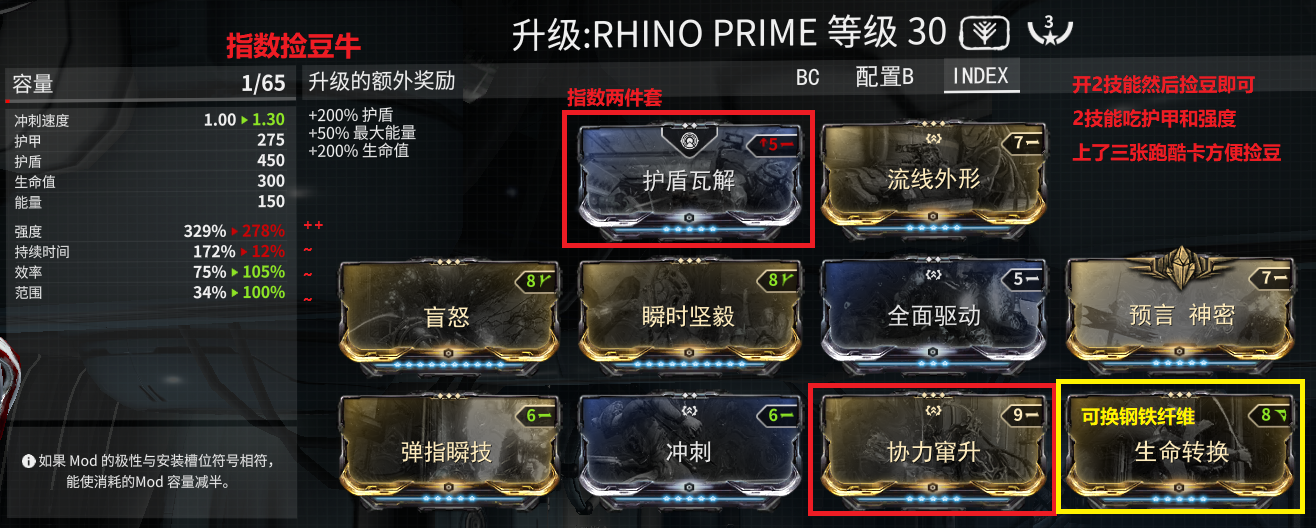 升级:RHINO PRIME 等级 30
3
指数捡豆牛
容量 1/65
升级的额外奖励
BC 配置B INDEX
+200% 护盾
+50% 最大能量
+200% 生命值
冲刺速度 1.00 ▸ 1.30
护甲 275
护盾 450
生命值 300
能量 150
强度 329% ▸ 278% ++
持续时间 172% ▸ 12% ~
效率 75% ▸ 105% ~
范围 34% ▸ 100% ~
指数两件套
开2技能然后捡豆即可
2技能吃护甲和强度
上了三张跑酷卡方便捡豆
↑5
护盾瓦解
7
流线外形
8
盲怒
8
瞬时坚毅
5
全面驱动
7
预言 神密
6
弹指瞬技
6
冲刺
9
协力窜升
可换钢铁纤维
8
生命转换
如果 Mod 的极性与安装槽位符号相符，
能使消耗的Mod 容量减半。